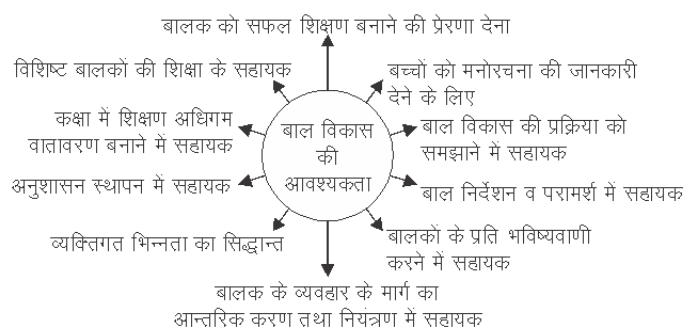 बालक को सफल शिक्षण बनाने की प्रेरणा देना
विशिष्ट बालकों की शिक्षा के सहायक
बच्चों को मनोरचना की जानकारी
देने के लिए
कक्षा में शिक्षण अधिगम
वातावरण बनाने में सहायक
बाल विकास
की
आवश्यकता
बाल विकास की प्रक्रिया को
समझाने में सहायक
अनुशासन स्थापन में सहायक
बाल निर्देशन व परामर्श में सहायक
व्यक्तिगत भिन्नता का सिद्धान्त
बालकों के प्रति भविष्यवाणी
करने में सहायक
बालक के व्यवहार के मार्ग का
आन्तरिक करण तथा नियंत्रण में सहायक